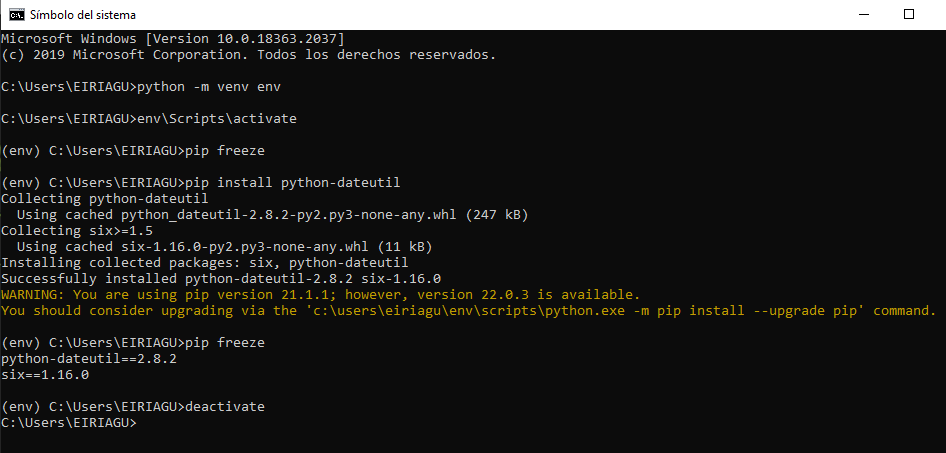 Símbolo del sistema
Microsoft Windows [Version 10.0.18363.2037]
(c) 2019 Microsoft Corporation. Todos los derechos reservados.
C:\Users\EIRIAGU>python -m venv env
C:\Users\EIRIAGU>env\Scripts\activate
(env) C:\Users\EIRIAGU>pip freeze
(env) C:\Users\EIRIAGU>pip install python-dateutil
Collecting python-dateutil
  Using cached python_dateutil-2.8.2-py2.py3-none-any.whl (247 kB)
Collecting six>=1.5
  Using cached six-1.16.0-py2.py3-none-any.whl (11 kB)
Installing collected packages: six, python-dateutil
Successfully installed python-dateutil-2.8.2 six-1.16.0
WARNING: You are using pip version 21.1.1; however, version 22.0.3 is available.
You should consider upgrading via the 'c:\users\eiriagu\env\scripts\python.exe -m pip install --upgrade pip' command.
(env) C:\Users\EIRIAGU>pip freeze
python-dateutil==2.8.2
six==1.16.0
(env) C:\Users\EIRIAGU>deactivate
C:\Users\EIRIAGU>